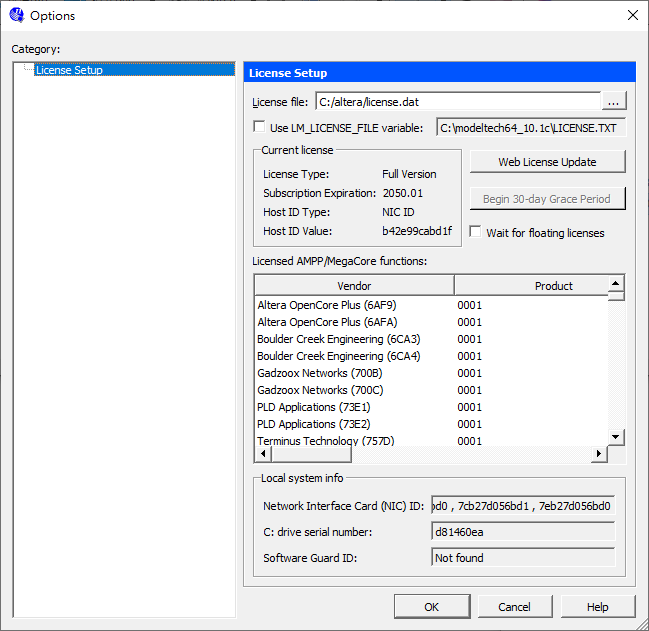 Options
Category:
License Setup
License Setup
License file: C:/altera/license.dat ...
Use LM_LICENSE_FILE variable: C:\modeltech64_10.1c\LICENSE.TXT
Current license
License Type: Full Version
Subscription Expiration: 2050.01
Host ID Type: NIC ID
Host ID Value: b42e99cabd1f
Web License Update
Begin 30-day Grace Period
Wait for floating licenses
Licensed AMPP/MegaCore functions:
Vendor Product
Altera OpenCore Plus (6AF9) 0001
Altera OpenCore Plus (6AFA) 0001
Boulder Creek Engineering (6CA3) 0001
Boulder Creek Engineering (6CA4) 0001
Gadzoox Networks (700B) 0001
Gadzoox Networks (700C) 0001
PLD Applications (73E1) 0001
PLD Applications (73E2) 0001
Terminus Technology (757D) 0001
Local system info
Network Interface Card (NIC) ID: bd0 , 7cb27d056bd1 , 7eb27d056bd0
C: drive serial number: d81460ea
Software Guard ID: Not found
OK Cancel Help